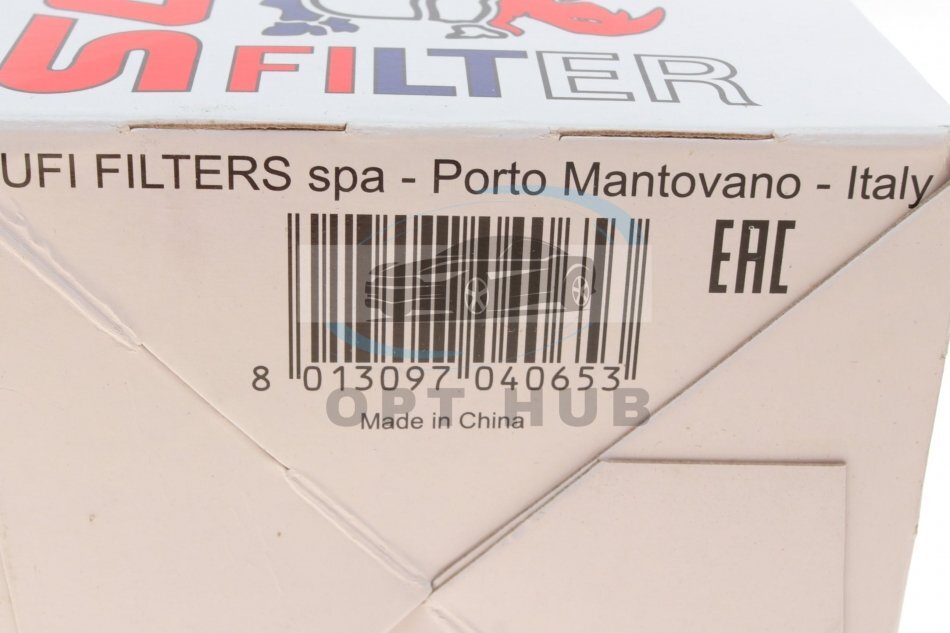 FILTER
UFI FILTERS spa - Porto Mantovano - Italy
EAC
8 013097 040653
OPT HUB
Made in China